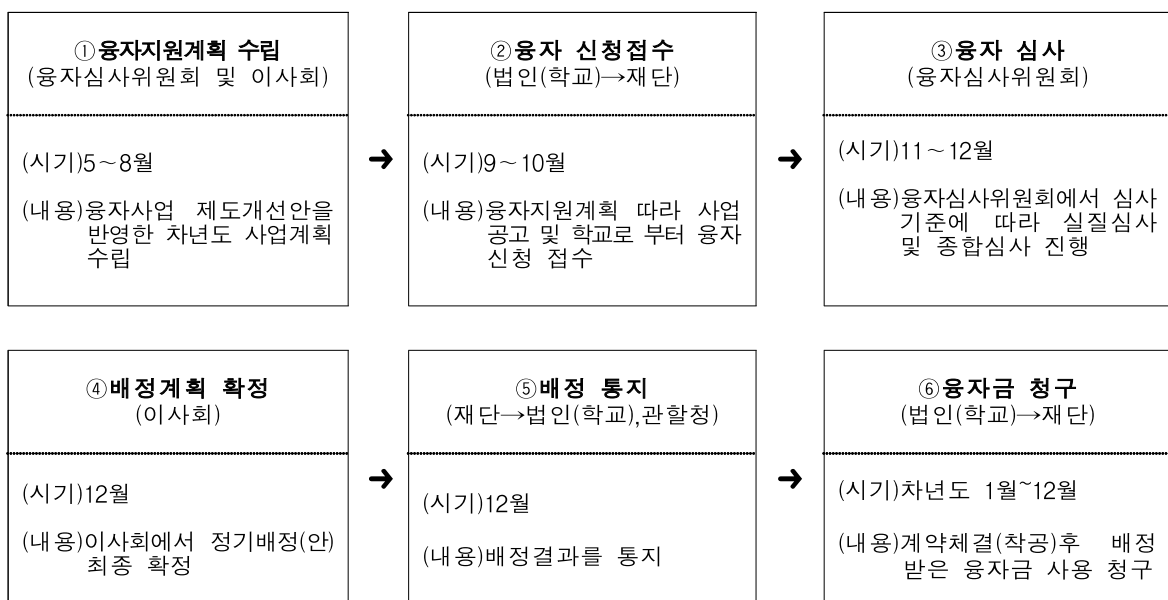 ①융자지원계획 수립
(융자심사위원회 및 이사회)
(시기)5~8월
(내용)융자사업 제도개선안을
반영한 차년도 사업계획
수립
➔
②융자 신청접수
(법인(학교)→재단)
(시기)9~10월
(내용)융자지원계획 따라 사업
공고 및 학교로 부터 융자
신청 접수
➔
③융자 심사
(융자심사위원회)
(시기)11~12월
(내용)융자심사위원회에서 심사
기준에 따라 실질심사
및 종합심사 진행
④배정계획 확정
(이사회)
(시기)12월
(내용)이사회에서 정기배정(안)
최종 확정
➔
⑤배정 통지
(재단→법인(학교),관할청)
(시기)12월
(내용)배정결과를 통지
➔
⑥융자금 청구
(법인(학교)→재단)
(시기)차년도 1월~12월
(내용)계약체결(착공)후 배정
받은 융자금 사용 청구